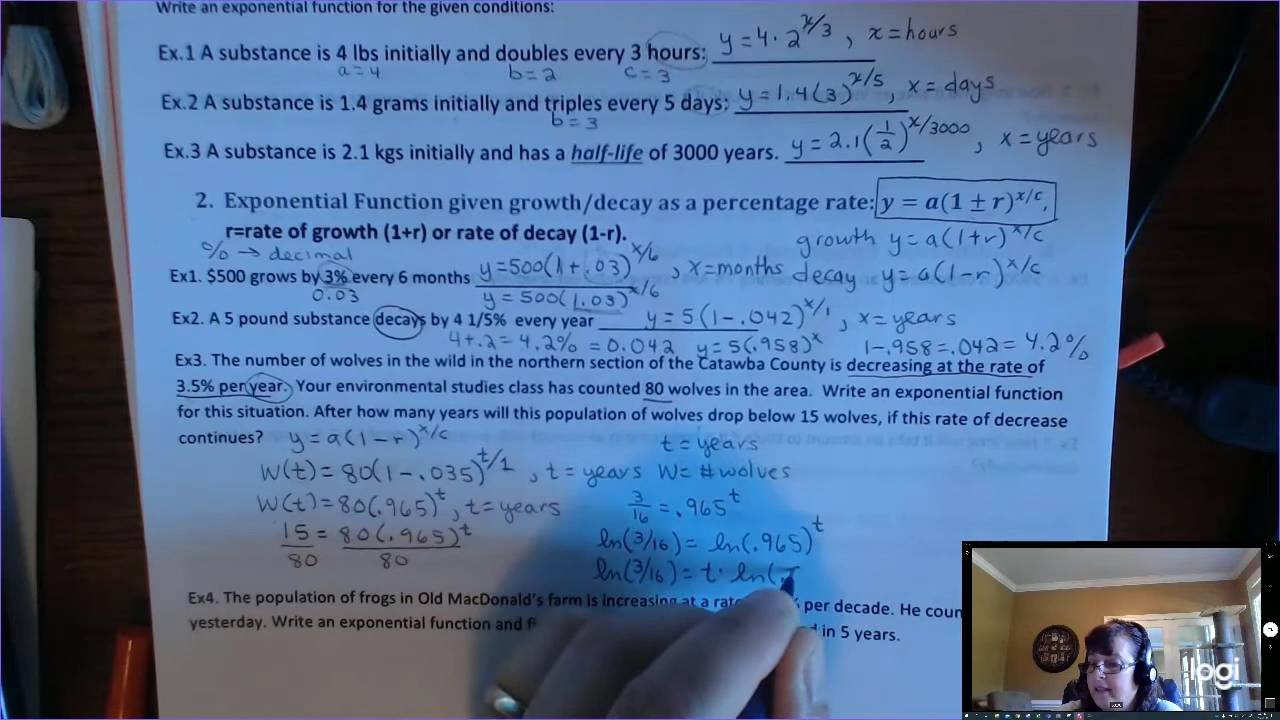 Write an exponential function for the given conditions:
Ex.1 A substance is 4 lbs initially and doubles every 3 hours: y = 4 · 2^(x/3), x = hours
a = 4 b = 2 c = 3
Ex.2 A substance is 1.4 grams initially and triples every 5 days: y = 1.4(3)^(x/5), x = days
b = 3
Ex.3 A substance is 2.1 kgs initially and has a half-life of 3000 years. y = 2.1(1/2)^(x/3000), x = years
2. Exponential Function given growth/decay as a percentage rate: y = a(1 ± r)^(x/c).
r=rate of growth (1+r) or rate of decay (1-r). growth y = a(1+r)^(x/c)
% → decimal
Ex1. $500 grows by 3% every 6 months y = 500(1 + .03)^(x/6), x = months decay y = a(1-r)^(x/c)
0.03 y = 500(1.03)^(x/6)
Ex2. A 5 pound substance decays by 4 1/5% every year y = 5(1 - .042)^(x/1), x = years
4 + .2 = 4.2% = 0.042 y = 5(.958)^x 1 - .958 = .042 = 4.2%
Ex3. The number of wolves in the wild in the northern section of the Catawba County is decreasing at the rate of
3.5% per year. Your environmental studies class has counted 80 wolves in the area. Write an exponential function
for this situation. After how many years will this population of wolves drop below 15 wolves, if this rate of decrease
continues? y = a(1 - r)^(x/c) t = years
W(t) = 80(1 - .035)^(t/1), t = years W = # wolves
W(t) = 80(.965)^t, t = years 3/16 = .965^t
15/80 = 80(.965)^t/80 ln(3/16) = ln(.965)^t
ln(3/16) = t · ln(.
Ex4. The population of frogs in Old MacDonald's farm is increasing at a per decade. He
yesterday. Write an exponential function and in 5 years.
logi